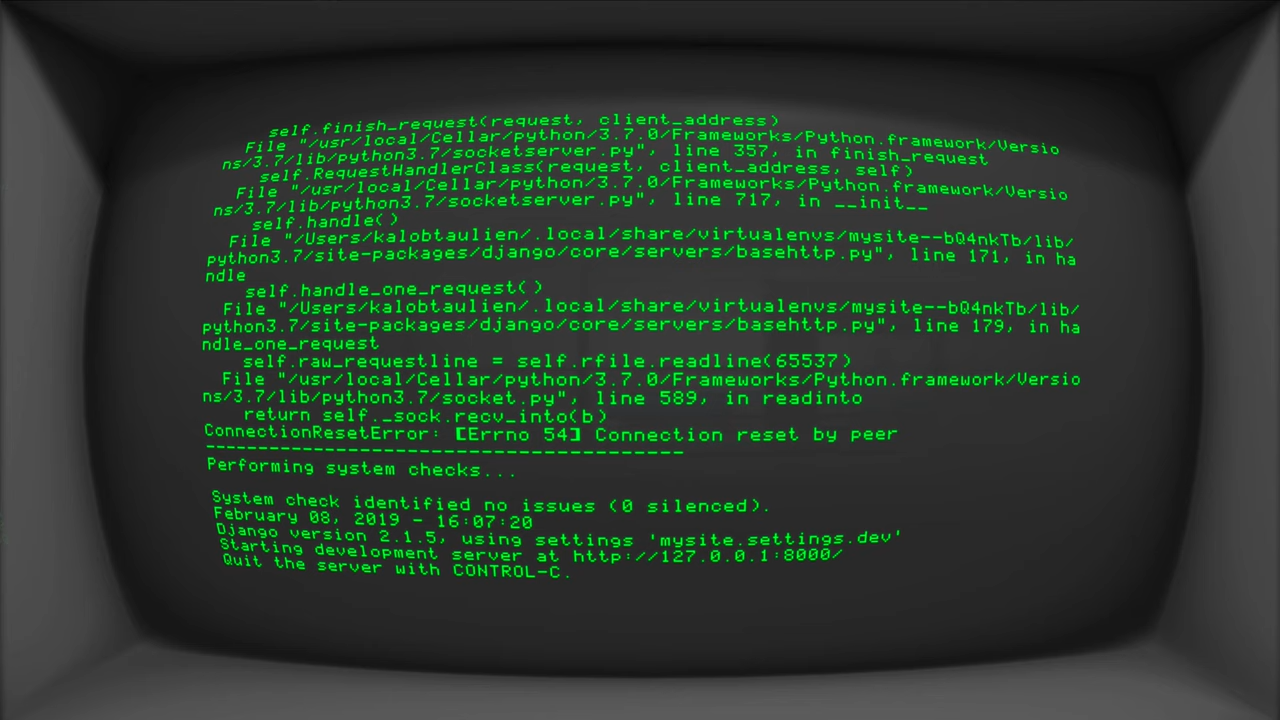 self.finish_request(request, client_address)
File "/usr/local/Cellar/python/3.7.0/Frameworks/Python.framework/Versio
ns/3.7/lib/python3.7/socketserver.py", line 357, in finish_request
self.RequestHandlerClass(request, client_address, self)
File "/usr/local/Cellar/python/3.7.0/Frameworks/Python.framework/Versio
ns/3.7/lib/python3.7/socketserver.py", line 717, in __init__
self.handle()
File "/Users/kalobtaulien/.local/share/virtualenvs/mysite--bQ4nkTb/lib/
python3.7/site-packages/django/core/servers/basehttp.py", line 171, in ha
ndle
self.handle_one_request()
File "/Users/kalobtaulien/.local/share/virtualenvs/mysite--bQ4nkTb/lib/
python3.7/site-packages/django/core/servers/basehttp.py", line 179, in ha
ndle_one_request
self.raw_requestline = self.rfile.readline(65537)
File "/usr/local/Cellar/python/3.7.0/Frameworks/Python.framework/Versio
ns/3.7/lib/python3.7/socket.py", line 589, in readinto
return self._sock.recv_into(b)
ConnectionResetError: [Errno 54] Connection reset by peer
----------------------------------------
Performing system checks...
System check identified no issues (0 silenced).
February 08, 2019 - 16:07:20
Django version 2.1.5, using settings 'mysite.settings.dev'
Starting development server at http://127.0.0.1:8000/
Quit the server with CONTROL-C.